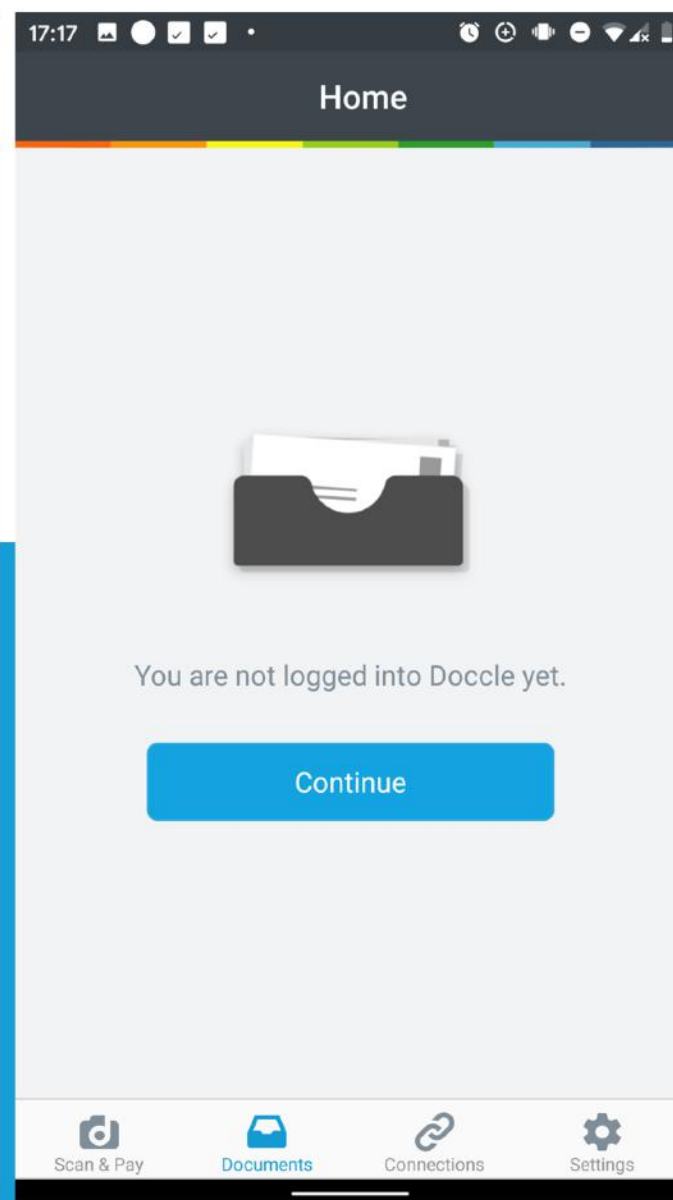 17:17
Home
You are not logged into Doccle yet.
Continue
Scan & Pay
Documents
Connections
Settings